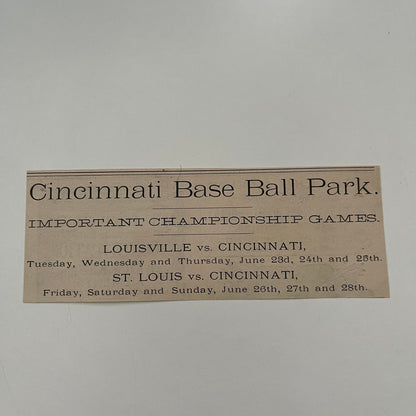 Cincinnati Base Ball Park.
IMPORTANT CHAMPIONSHIP GAMES.
LOUISVILLE vs. CINCINNATI,
Tuesday, Wednesday and Thursday, June 23d, 24th and 25th.
ST. LOUIS vs. CINCINNATI,
Friday, Saturday and Sunday, June 26th, 27th and 28th.